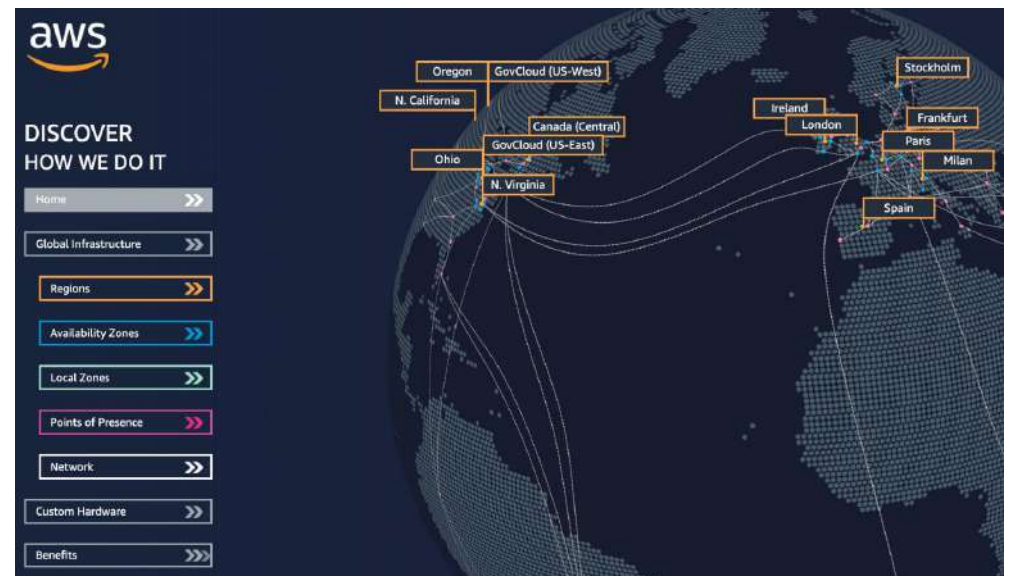 aws
DISCOVER
HOW WE DO IT
Home
Global Infrastructure
Regions
Availability Zones
Local Zones
Points of Presence
Network
Custom Hardware
Benefits
Oregon
GovCloud (US-West)
N. California
Canada (Central)
GovCloud (US-East)
Ohio
N. Virginia
Stockholm
Ireland
London
Frankfurt
Paris
Milan
Spain